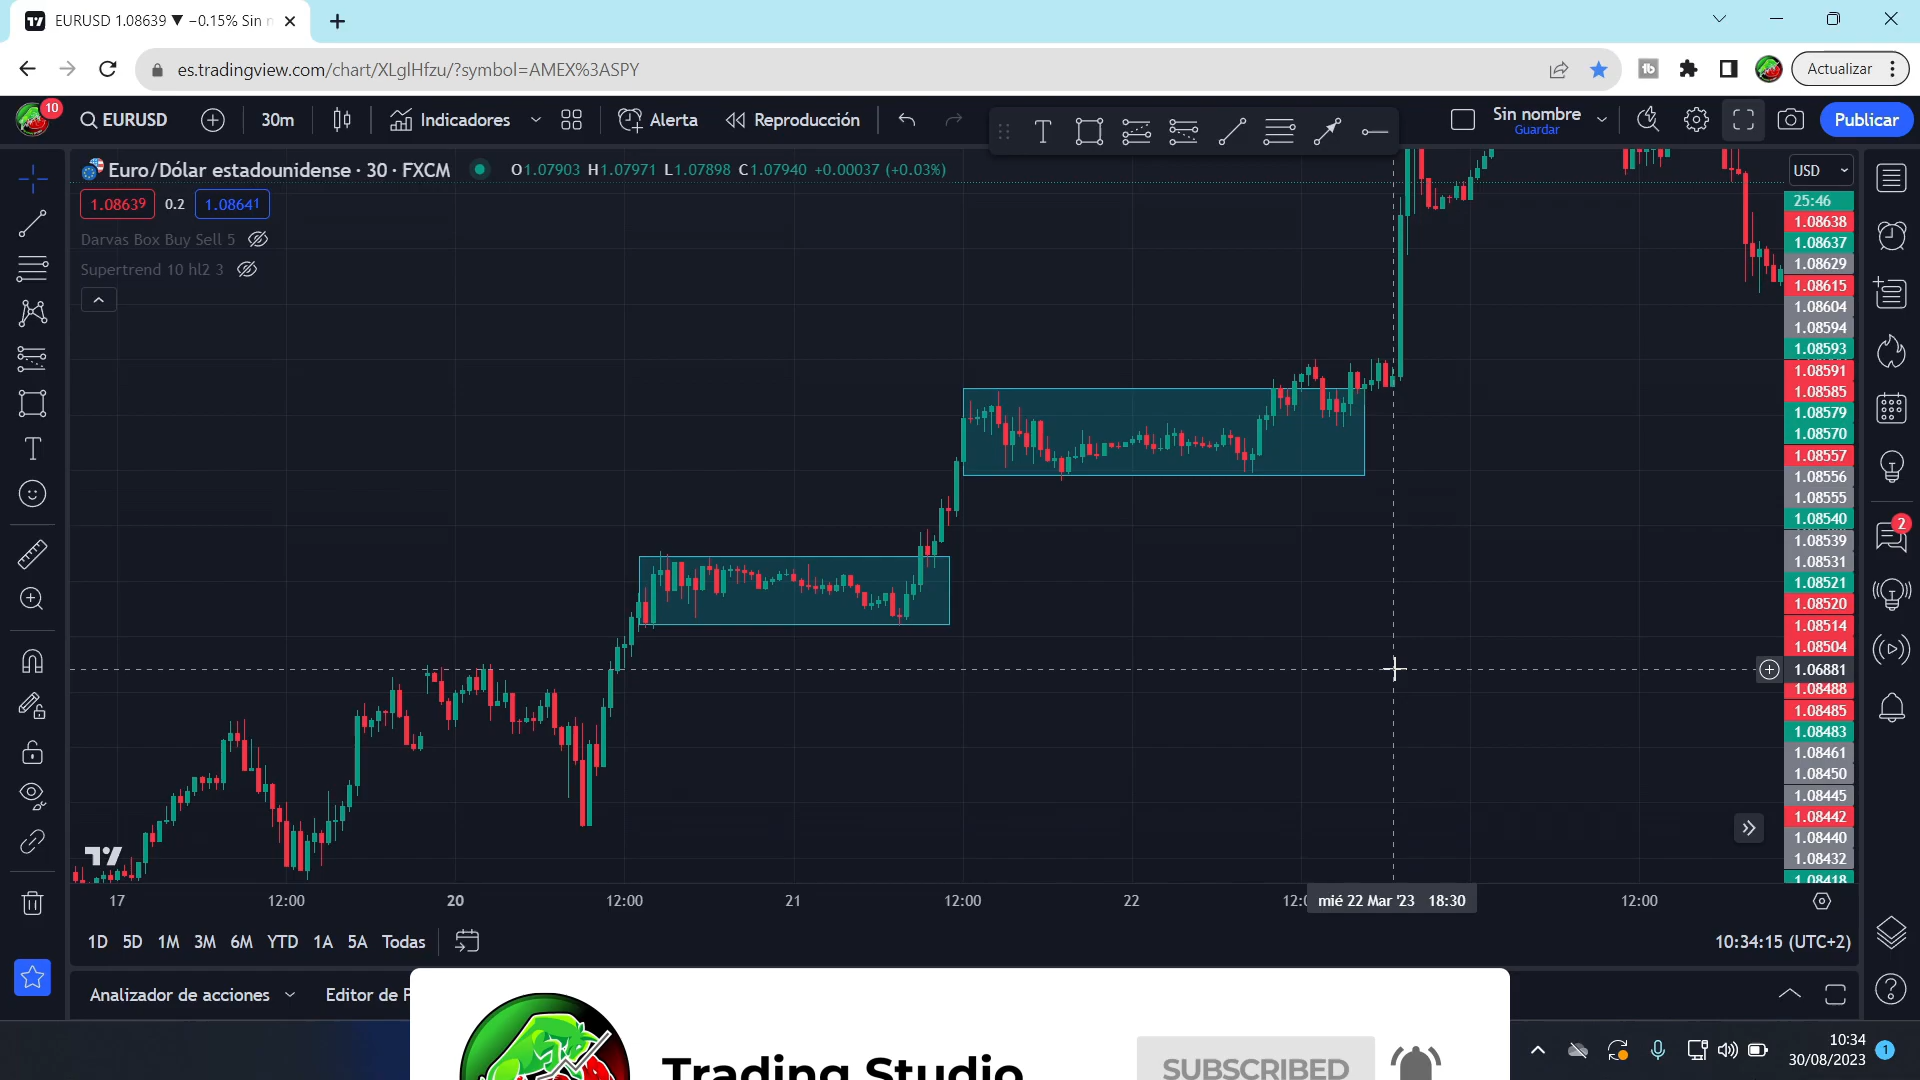 EURUSD 1.08639 ▼ −0.15% Sin n
es.tradingview.com/chart/XLglHfzu/?symbol=AMEX%3ASPY
Actualizar
10
EURUSD
30m
Indicadores
Alerta
Reproducción
Sin nombre
Guardar
Publicar
Euro/Dólar estadounidense · 30 · FXCM
O1.07903 H1.07971 L1.07898 C1.07940 +0.00037 (+0.03%)
1.08639
0.2
1.08641
Darvas Box Buy Sell 5
Supertrend 10 hl2 3
USD
25:46
1.08638
1.08637
1.08629
1.08615
1.08604
1.08594
1.08593
1.08591
1.08585
1.08579
1.08570
1.08557
1.08556
1.08555
1.08540
1.08539
1.08531
1.08521
1.08520
1.08514
1.08504
1.06881
1.08488
1.08485
1.08483
1.08461
1.08450
1.08445
1.08442
1.08440
1.08432
1.08418
2
17
12:00
20
12:00
21
12:00
22
12:0
mié 22 Mar '23 18:30
12:00
1D 5D 1M 3M 6M YTD 1A 5A Todas
10:34:15 (UTC+2)
Analizador de acciones
Editor de P
Trading Studio
SUBSCRIBED
10:34
30/08/2023
1